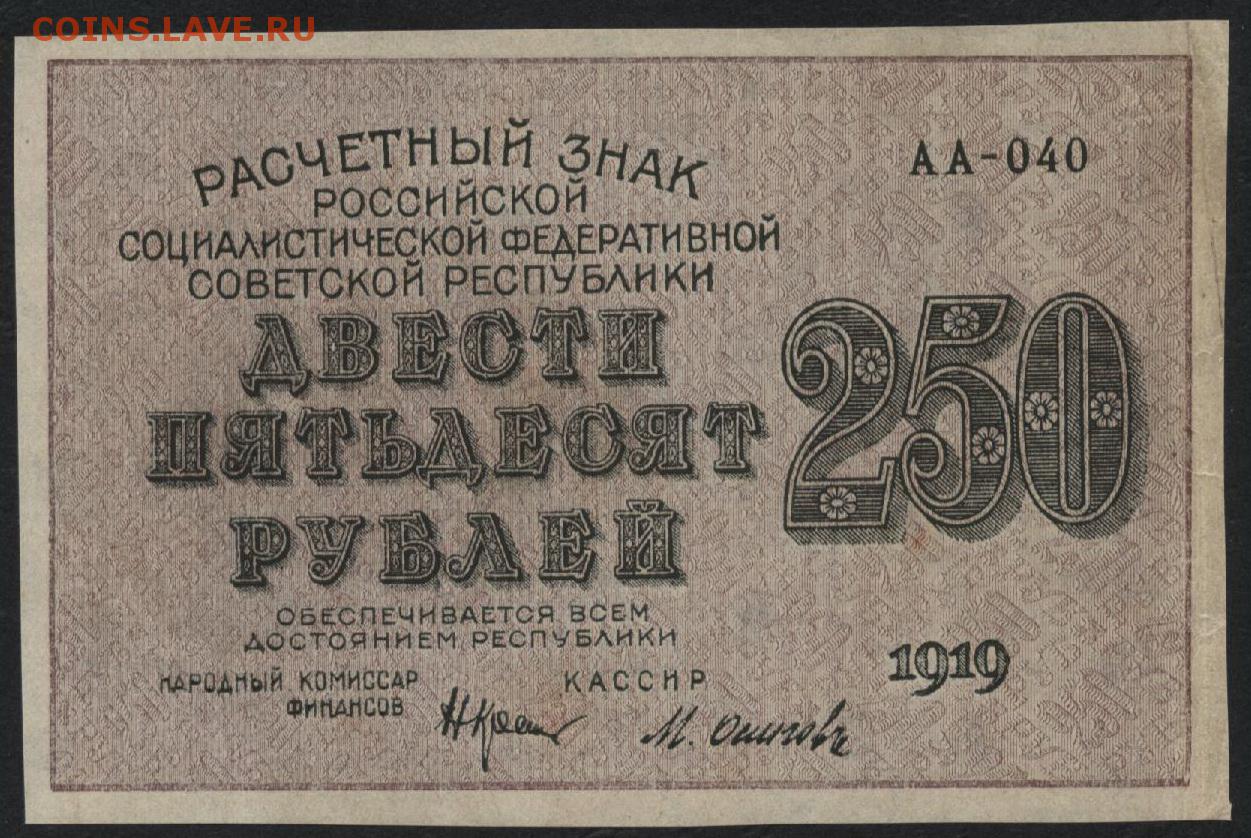 COINS.LAVE.RU
РАСЧЕТНЫЙ ЗНАК
АА-040
РОССИЙСКОЙ
СОЦИАЛИСТИЧЕСКОЙ ФЕДЕРАТИВНОЙ
СОВЕТСКОЙ РЕСПУБЛИКИ
ДВЕСТИ
ПЯТЬДЕСЯТ
РУБЛЕЙ
250
ОБЕСПЕЧИВАЕТСЯ ВСЕМ
ДОСТОЯНИЕМ РЕСПУБЛИКИ
1919
НАРОДНЫЙ КОМИССАР
ФИНАНСОВ
КАССИР
М. Осиповъ